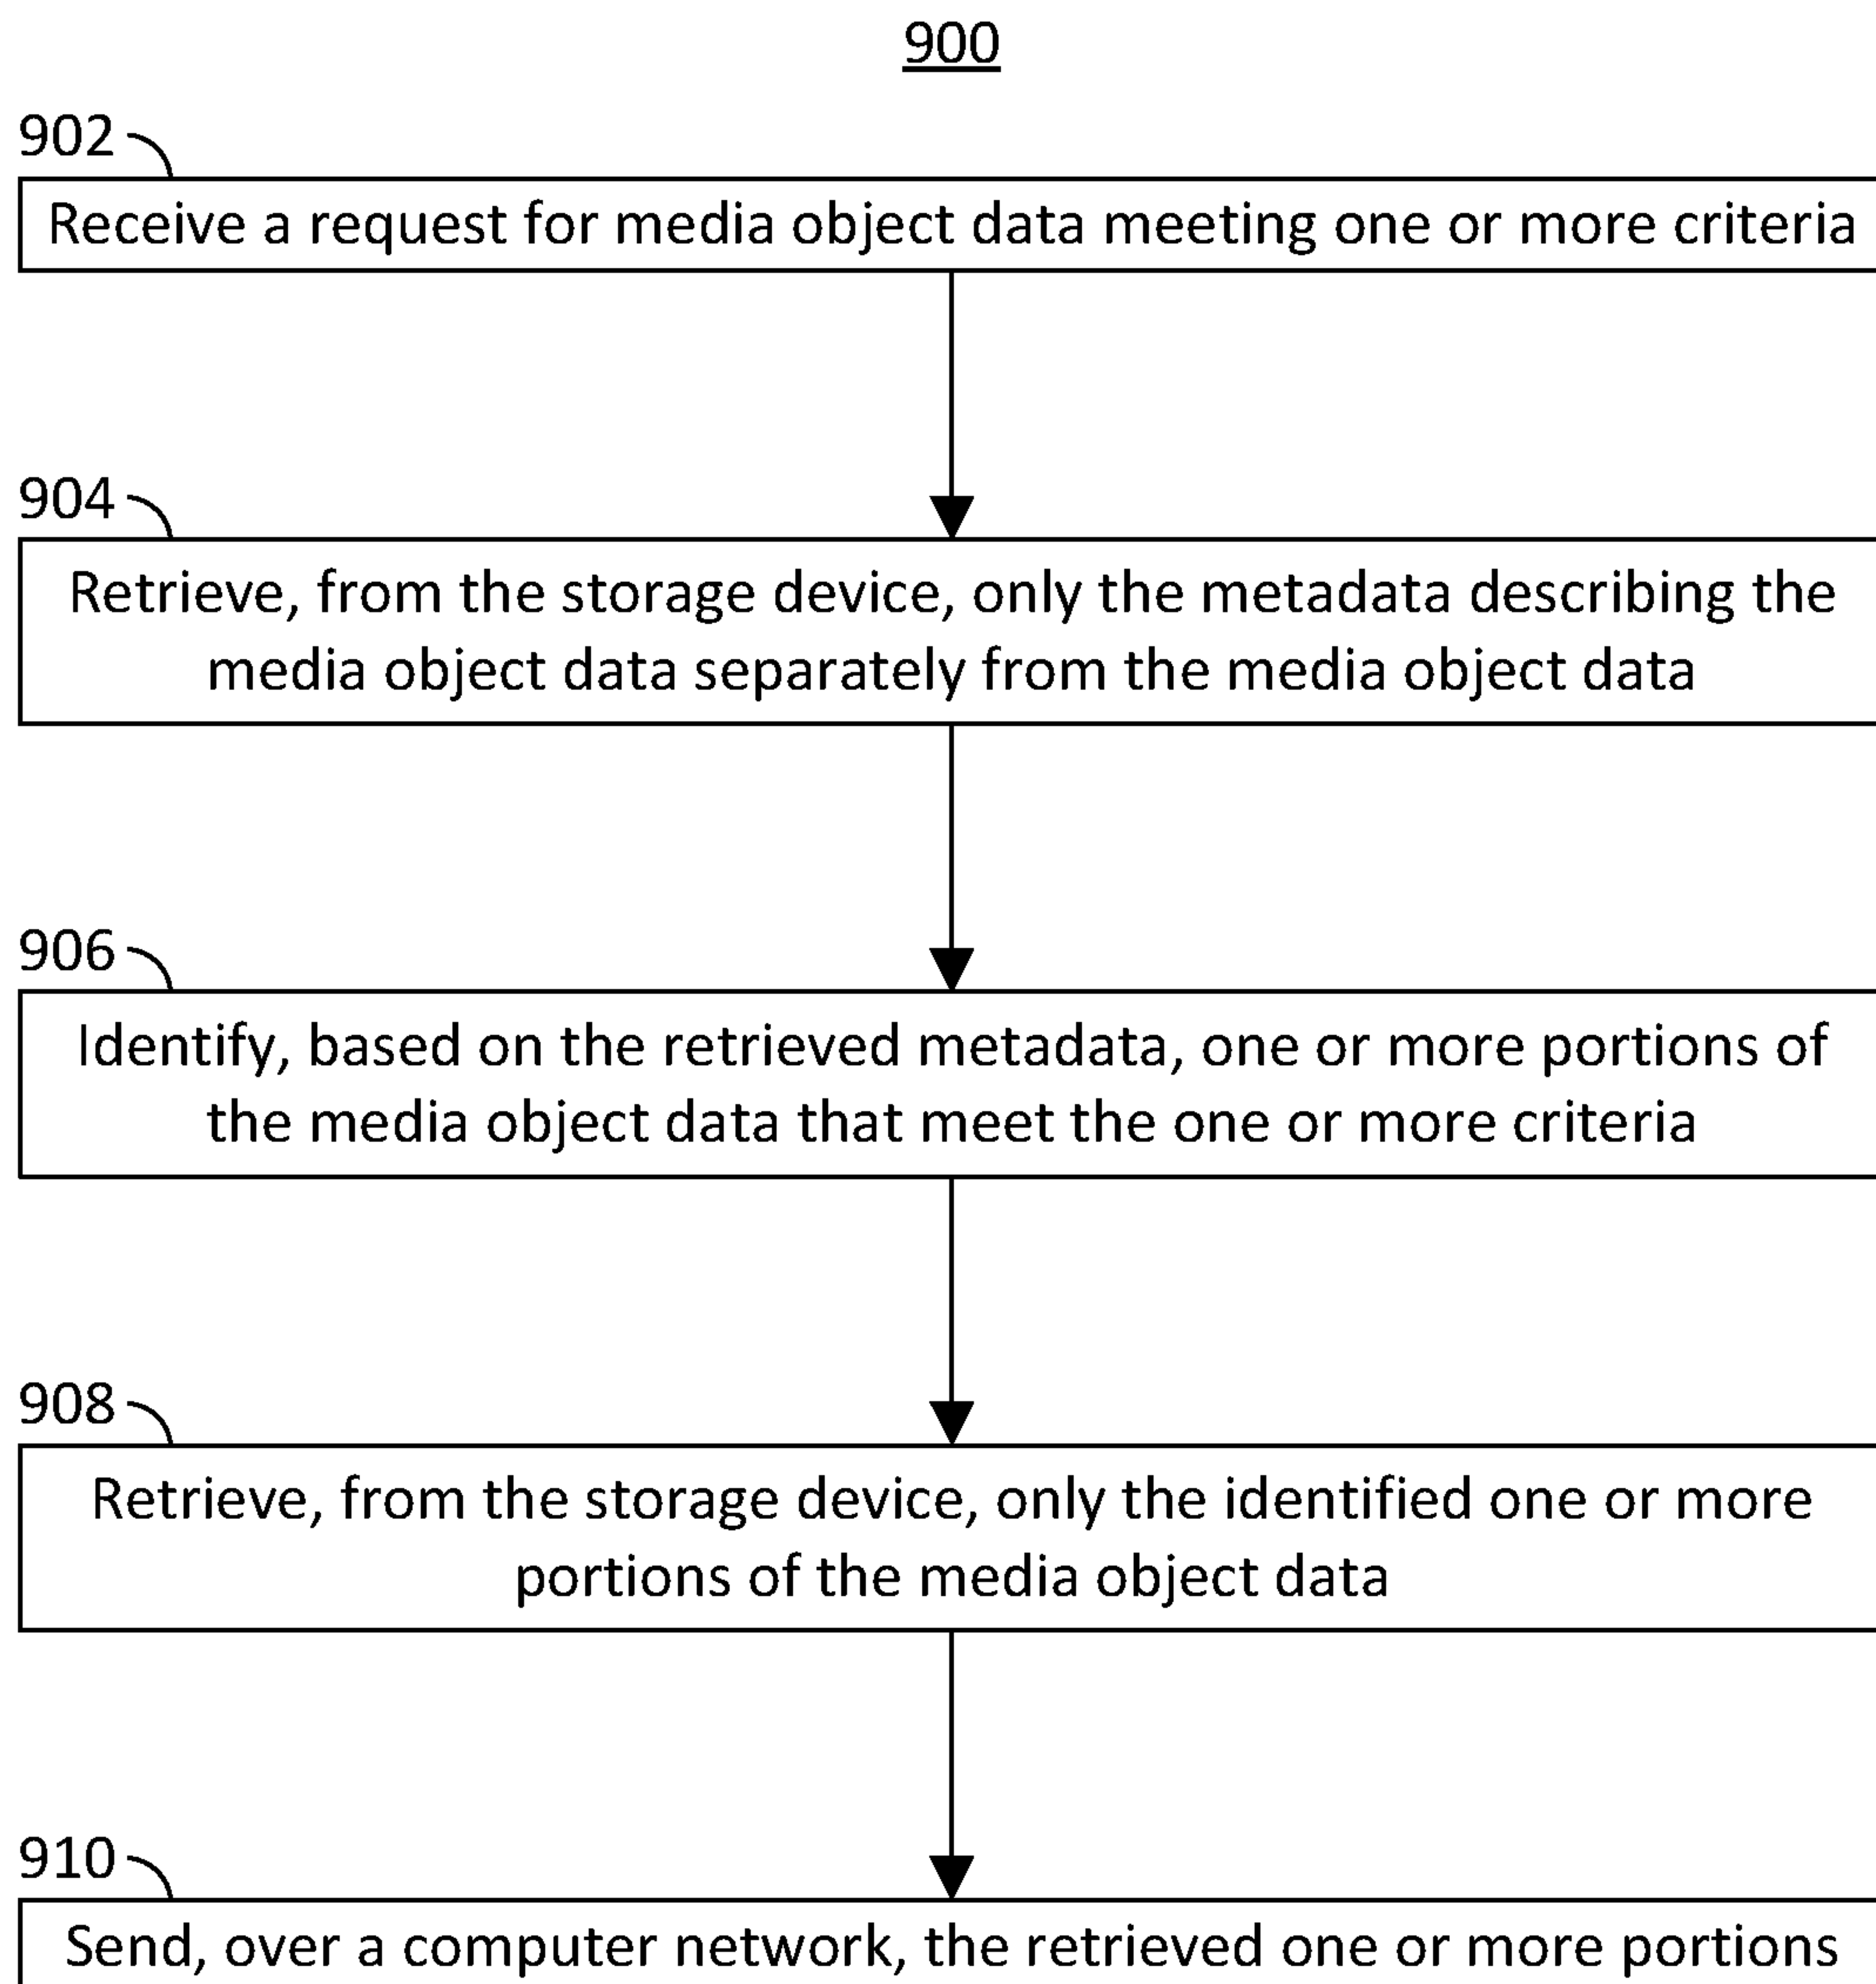 900
902
Receive a request for media object data meeting one or more criteria
904
Retrieve, from the storage device, only the metadata describing the
media object data separately from the media object data
906
Identify, based on the retrieved metadata, one or more portions of
the media object data that meet the one or more criteria
908
Retrieve, from the storage device, only the identified one or more
portions of the media object data
910
Send, over a computer network, the retrieved one or more portions